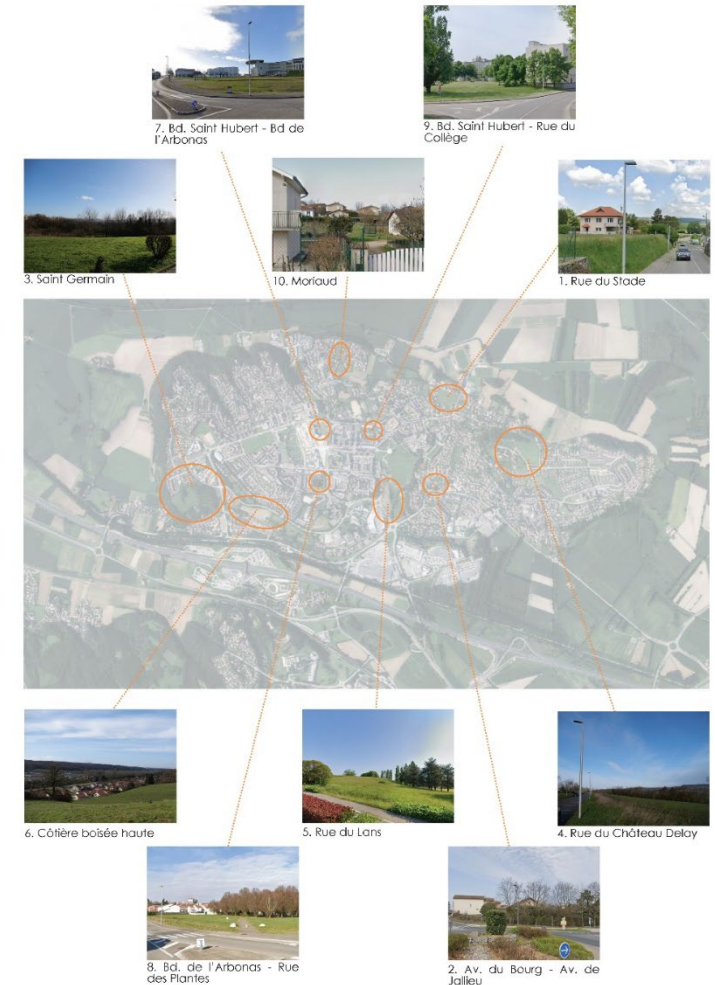 7. Bd. Saint Hubert - Bd de
l'Arbonas
9. Bd. Saint Hubert - Rue du
Collège
3. Saint Germain
10. Moriaud
1. Rue du Stade
6. Côtière boisée haute
5. Rue du Lans
4. Rue du Château Delay
8. Bd. de l'Arbonas - Rue
des Plantes
2. Av. du Bourg - Av. de
Jallieu